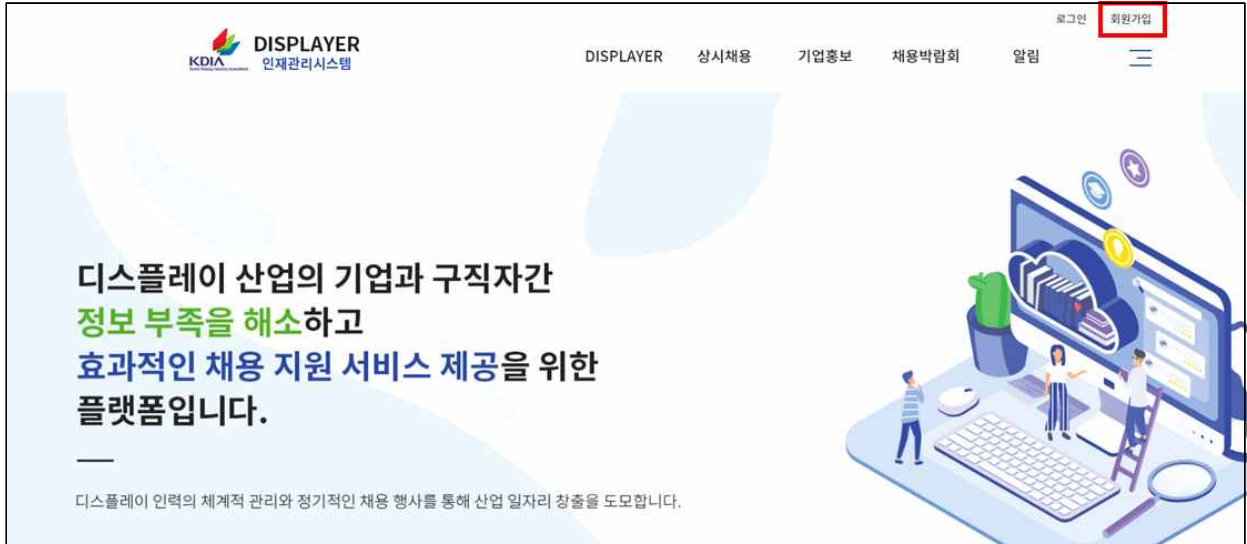 로그인 회원가입
KDIA DISPLAYER
인재관리시스템
DISPLAYER 상시채용 기업홍보 채용박람회 알림
디스플레이 산업의 기업과 구직자간
정보 부족을 해소하고
효과적인 채용 지원 서비스 제공을 위한
플랫폼입니다.
디스플레이 인력의 체계적 관리와 정기적인 채용 행사를 통해 산업 일자리 창출을 도모합니다.